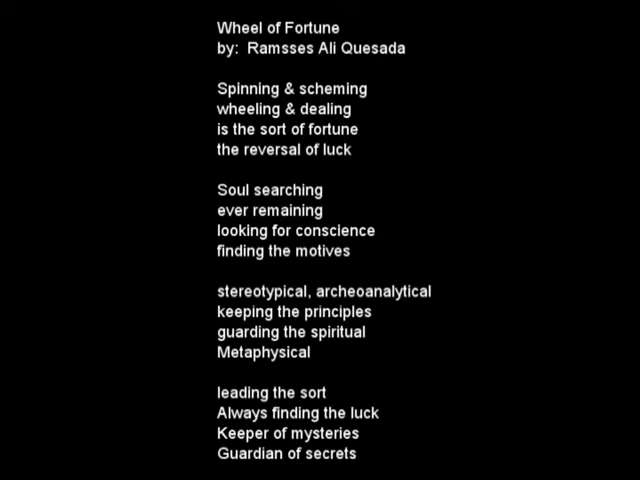 Wheel of Fortune
by:  Ramsses Ali Quesada
Spinning & scheming
wheeling & dealing
is the sort of fortune
the reversal of luck
Soul searching
ever remaining
looking for conscience
finding the motives
stereotypical, archeoanalytical
keeping the principles
guarding the spiritual
Metaphysical
leading the sort
Always finding the luck
Keeper of mysteries
Guardian of secrets